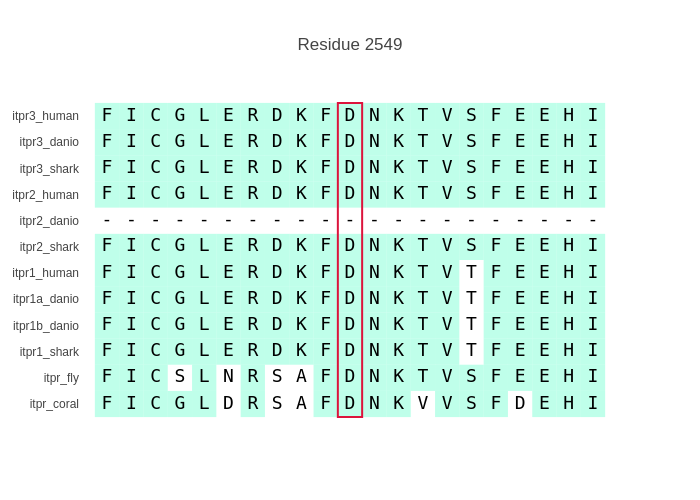 Residue 2549
itpr3_human F I C G L E R D K F D N K T V S F E E H I
itpr3_danio F I C G L E R D K F D N K T V S F E E H I
itpr3_shark F I C G L E R D K F D N K T V S F E E H I
itpr2_human F I C G L E R D K F D N K T V S F E E H I
itpr2_danio - - - - - - - - - - - - - - - - - - - - -
itpr2_shark F I C G L E R D K F D N K T V S F E E H I
itpr1_human F I C G L E R D K F D N K T V T F E E H I
itpr1a_danio F I C G L E R D K F D N K T V T F E E H I
itpr1b_danio F I C G L E R D K F D N K T V T F E E H I
itpr1_shark F I C G L E R D K F D N K T V T F E E H I
itpr_fly F I C S L N R S A F D N K T V S F E E H I
itpr_coral F I C G L D R S A F D N K V V S F D E H I